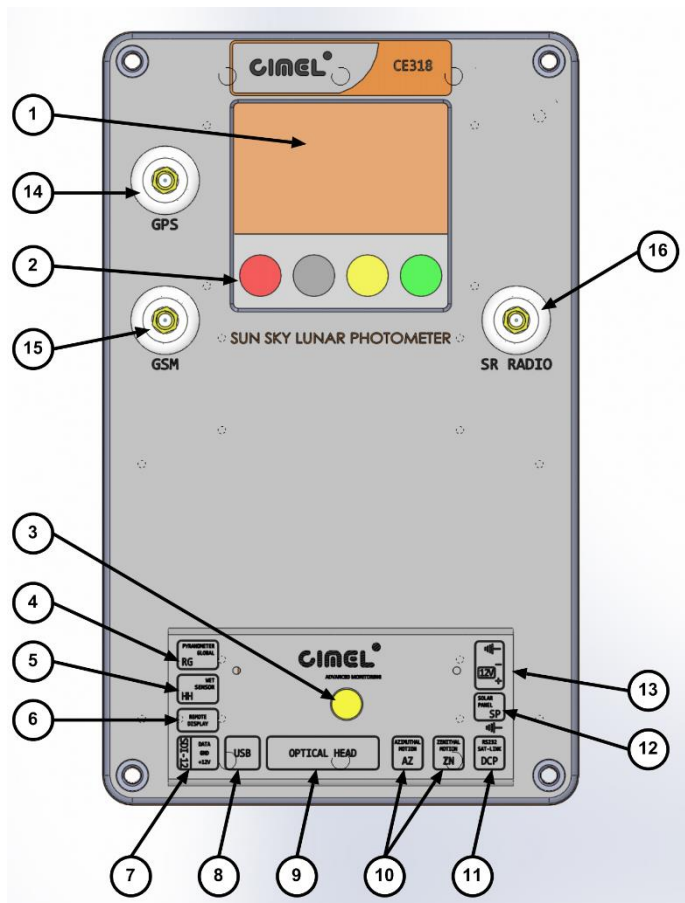 CIMEL®
CE318
1
14
GPS
2
16
15
GSM
SUN SKY LUNAR PHOTOMETER
SR RADIO
3
4
PYRANOMETER
GLOBAL
RG
CIMEL®
ADVANCED MONITORING
12V
- 
+
13
5
WET
SENSOR
HH
6
REMOTE
DISPLAY
SOLAR
PANEL
SP
12
SDI-12
DATA
GND
+12V
USB
OPTICAL HEAD
AZIMUTHAL
MOTION
AZ
ZENITHAL
MOTION
ZN
RS232
SAT-LINK
DCP
7
8
9
10
11